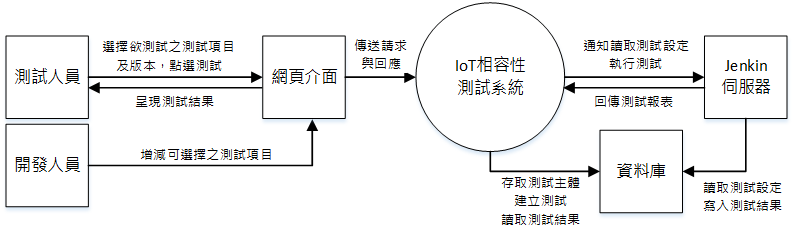 測試人員
選擇欲測試之測試項目
及版本，點選測試
呈現測試結果
網頁介面
傳送請求
與回應
IoT相容性
測試系統
通知讀取測試設定
執行測試
回傳測試報表
Jenkin
伺服器
開發人員
增減可選擇之測試項目
存取測試主體
建立測試
讀取測試結果
資料庫
讀取測試設定
寫入測試結果